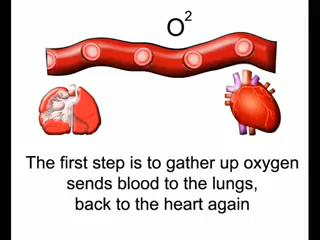 O²
The first step is to gather up oxygen
sends blood to the lungs,
back to the heart again